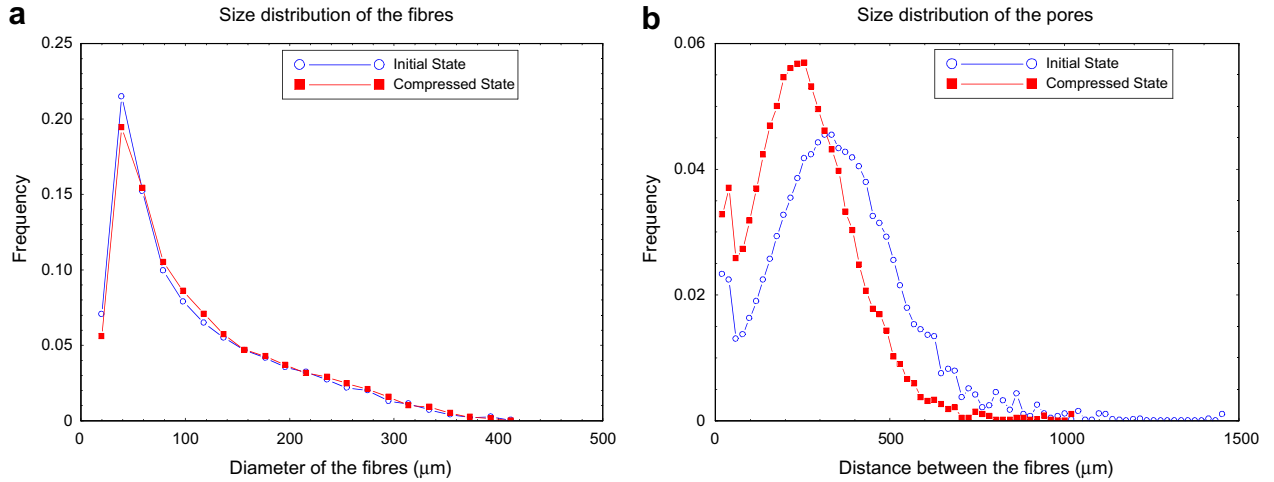 a
Size distribution of the fibres
0.25
0.20
0.15
0.10
0.05
0
Frequency
Initial State
Compressed State
0
100
200
300
400
500
Diameter of the fibres (μm)
b
Size distribution of the pores
0.06
0.04
0.02
0
Frequency
Initial State
Compressed State
0
500
1000
1500
Distance between the fibres (μm)